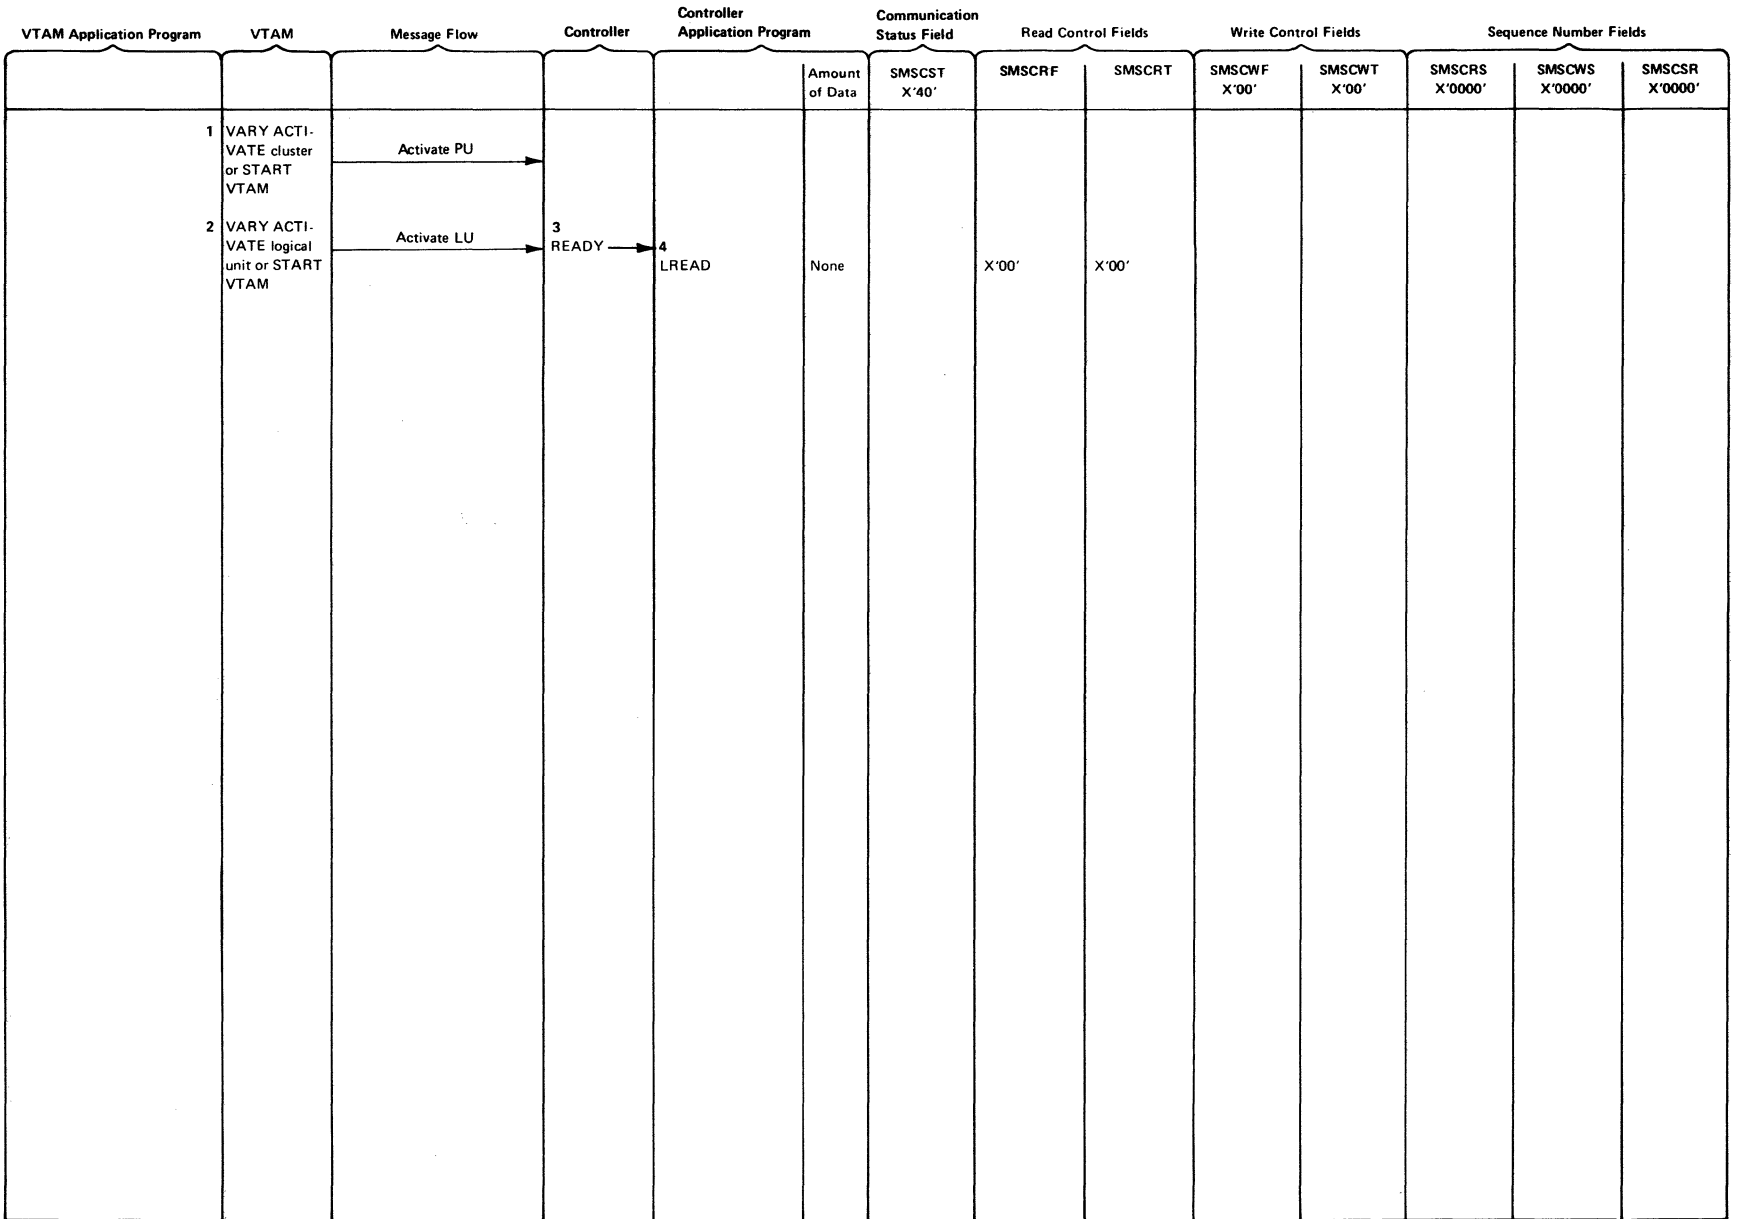 VTAM Application Program VTAM Message Flow Controller Controller Application Program Communication Status Field Read Control Fields Write Control Fields Sequence Number Fields
Amount of Data SMSCST X'40' SMSCRF SMSCRT SMSCWF X'00' SMSCWT X'00' SMSCRS X'0000' SMSCWS X'0000' SMSCSR X'0000'
1 VARY ACTI-
VATE cluster
or START
VTAM
Activate PU
2 VARY ACTI-
VATE logical
unit or START
VTAM
Activate LU
3
READY
4
LREAD None X'00' X'00'